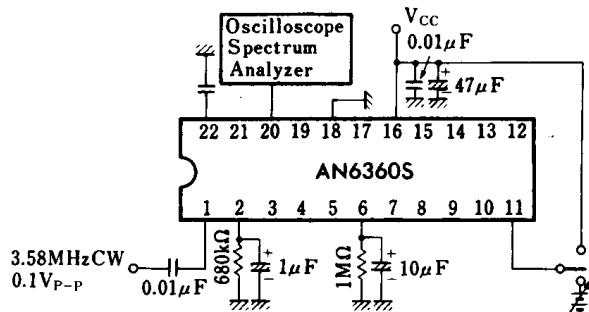 Oscilloscope
Spectrum
Analyzer
VCC
0.01μF
+
−
47μF
22 21 20 19 18 17 16 15 14 13 12
AN6360S
1 2 3 4 5 6 7 8 9 10 11
3.58MHzCW
0.1VP-P
0.01μF
680kΩ
+
−
1μF
1MΩ
+
−
10μF